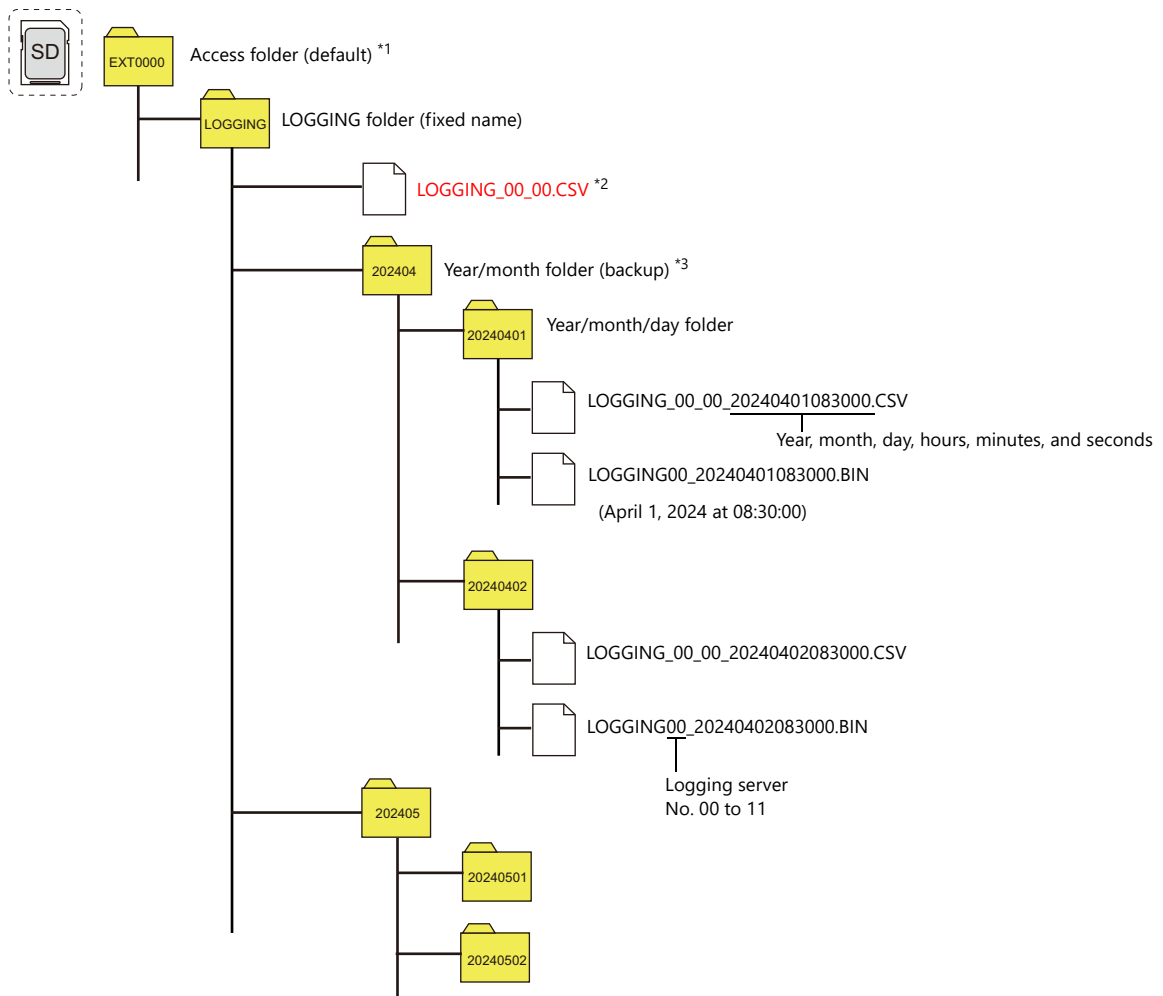 SD
EXT0000
Access folder (default) *1
LOGGING
LOGGING folder (fixed name)
LOGGING_00_00.CSV *2
202404
Year/month folder (backup) *3
20240401
Year/month/day folder
LOGGING_00_00_20240401083000.CSV
Year, month, day, hours, minutes, and seconds
LOGGING00_20240401083000.BIN
(April 1, 2024 at 08:30:00)
20240402
LOGGING_00_00_20240402083000.CSV
LOGGING00_20240402083000.BIN
Logging server
No. 00 to 11
202405
20240501
20240502